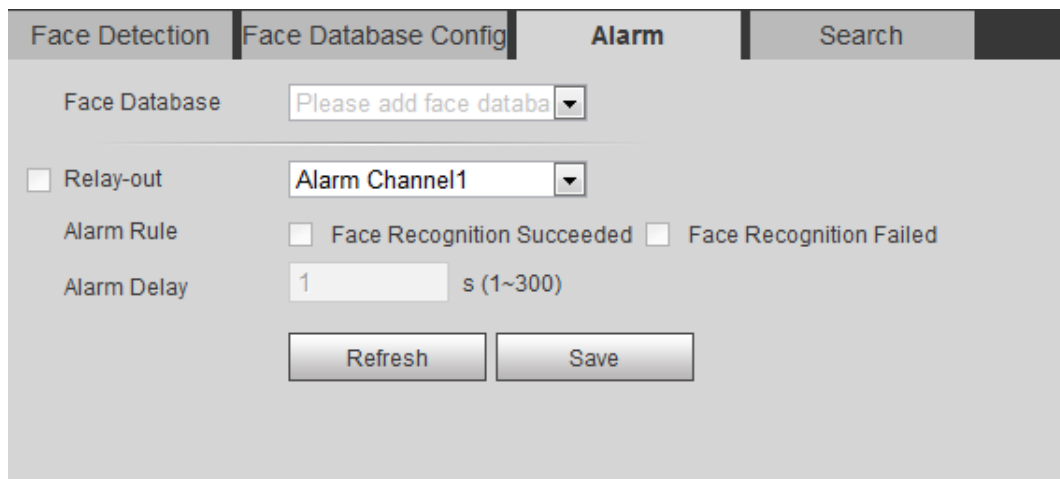 Face Detection Face Database Config Alarm Search
Face Database Please add face databa
Relay-out Alarm Channel1
Alarm Rule Face Recognition Succeeded Face Recognition Failed
Alarm Delay 1 s (1~300)
Refresh Save